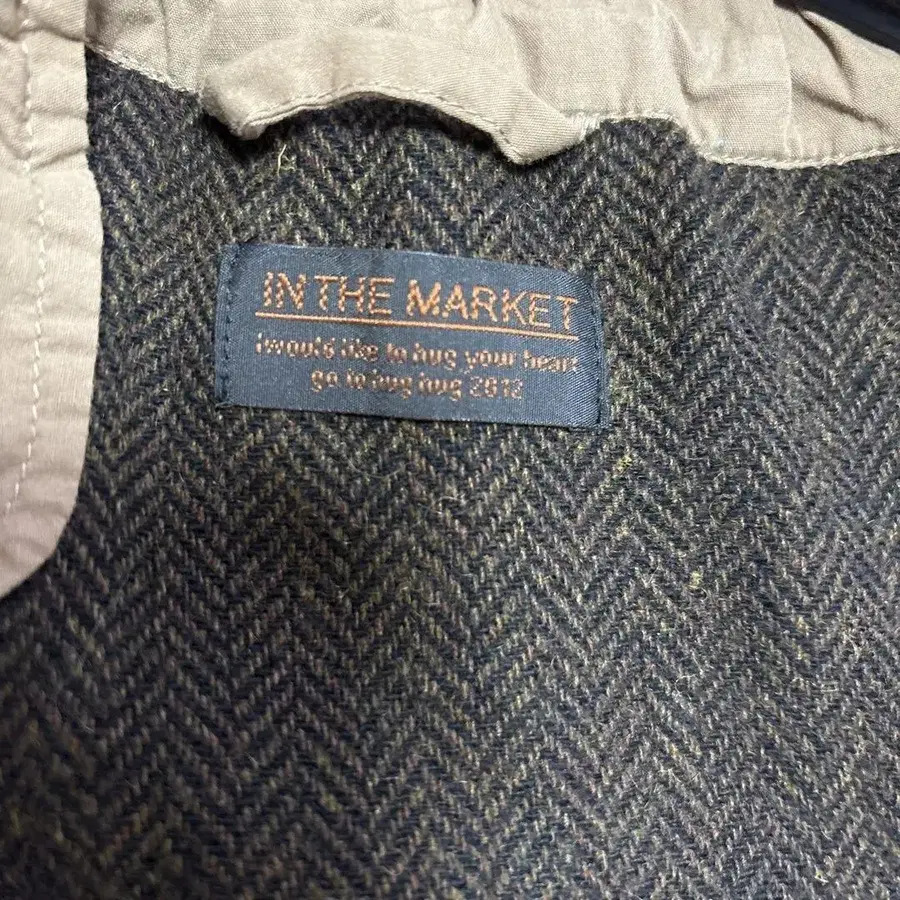 IN THE MARKET
i would like to hug your heart
go to hug hug 2012